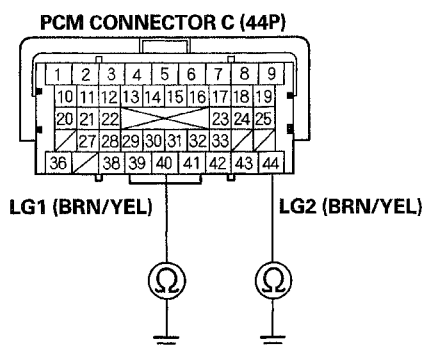 PCM CONNECTOR C (44P)
1 2 3 4 5 6 7 8 9
10 11 12 13 14 15 16 17 18 19
20 21 22 23 24 25
27 28 29 30 31 32 33
36 38 39 40 41 42 43 44
LG1 (BRN/YEL) LG2 (BRN/YEL)
Ω Ω